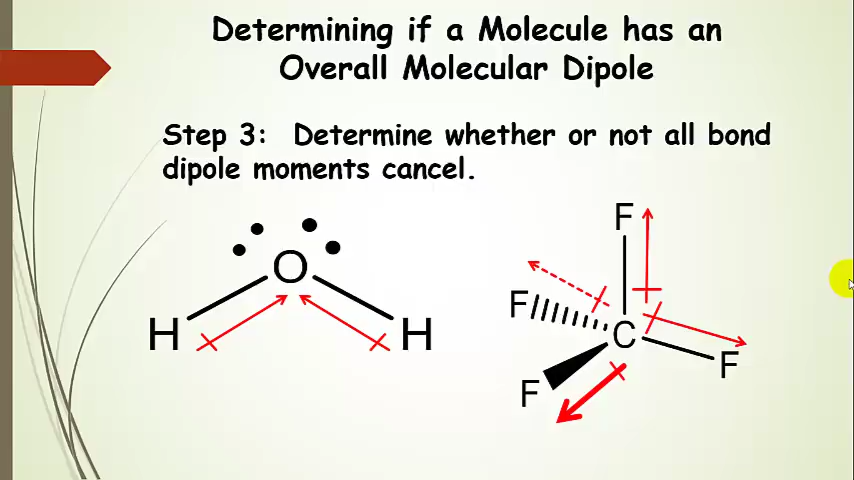 Determining if a Molecule has an
Overall Molecular Dipole
Step 3: Determine whether or not all bond
dipole moments cancel.
O
H H
F
F
C
F
F